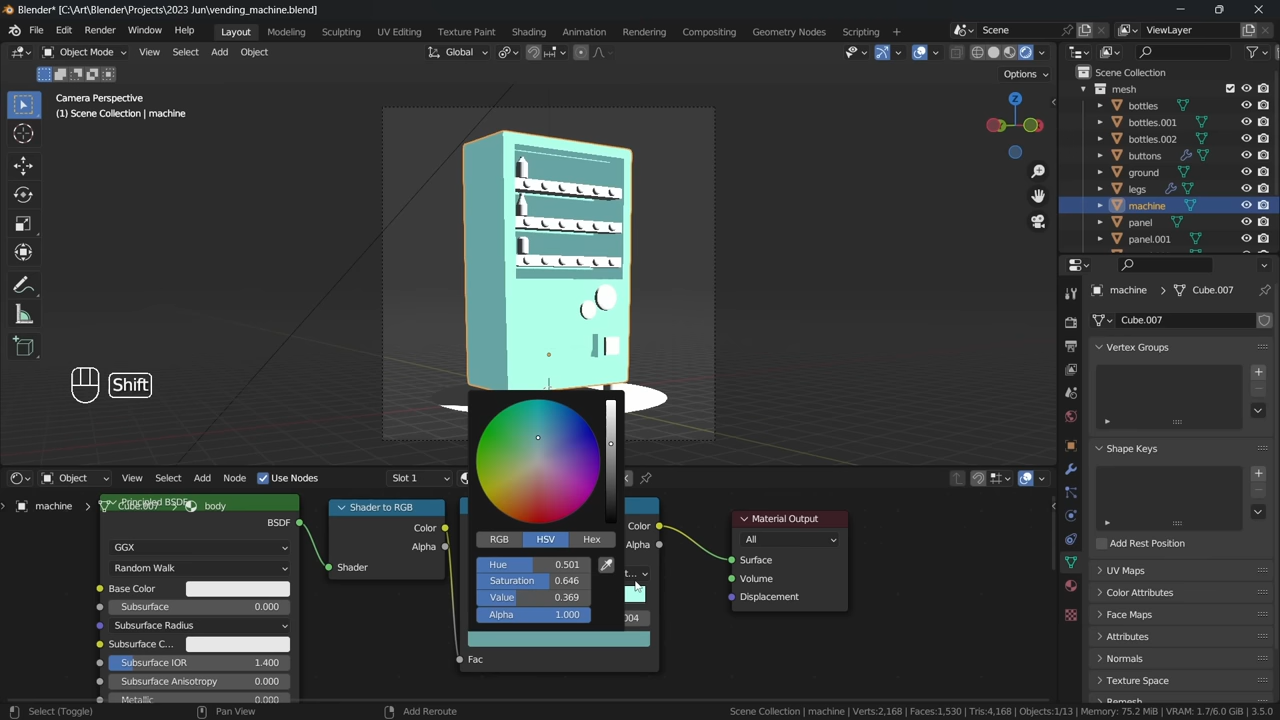 Blender* [C:\Art\Blender\Projects\2023 Jun\vending_machine.blend]
File Edit Render Window Help Layout Modeling Sculpting UV Editing Texture Paint Shading Animation Rendering Compositing Geometry Nodes Scripting + Scene ViewLayer
Object Mode View Select Add Object Global
Options
Camera Perspective
(1) Scene Collection | machine
Z
Scene Collection
mesh
bottles
bottles.001
bottles.002
buttons
ground
legs
machine
panel
panel.001
machine > Cube.007
Cube.007
Vertex Groups
Shape Keys
Add Rest Position
UV Maps
Color Attributes
Face Maps
Attributes
Normals
Texture Space
Remesh
Shift
Object View Select Add Node Use Nodes Slot 1
machine > Cube.007 > body
Principled BSDF
BSDF
GGX
Random Walk
Base Color
Subsurface 0.000
Subsurface Radius
Subsurface C...
Subsurface IOR 1.400
Subsurface Anisotropy 0.000
Metallic 0.000
Shader to RGB
Color
Alpha
Shader
RGB HSV Hex
Hue 0.501
Saturation 0.646
Value 0.369
Alpha 1.000
Color
Alpha
t...
004
Fac
Material Output
All
Surface
Volume
Displacement
Select (Toggle) Pan View Add Reroute Scene Collection | machine | Verts:2,168 | Faces:1,530 | Tris:4,168 | Objects:1/13 | Memory: 75.2 MiB | VRAM: 1.7/6.0 GiB | 3.5.0